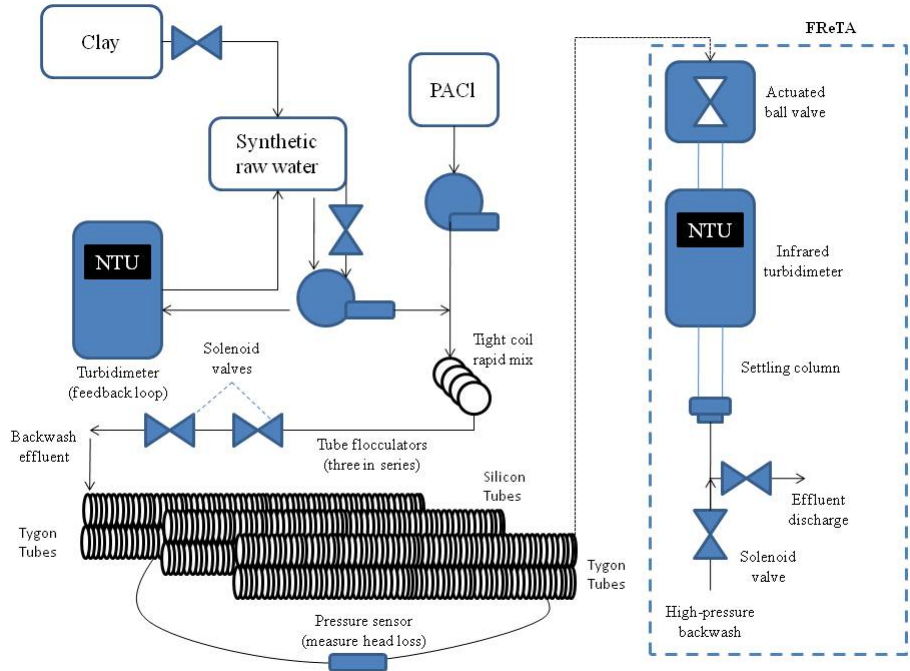 FReTA
Clay
PACl
Actuated
ball valve
Synthetic
raw water
NTU
NTU
Infrared
turbidimeter
Tight coil
rapid mix
Turbidimeter
(feedback loop)
Solenoid
valves
Settling column
Backwash
effluent
Tube flocculators
(three in series)
Silicon
Tubes
Effluent
discharge
Tygon
Tubes
Tygon
Tubes
Solenoid
valve
Pressure sensor
(measure head loss)
High-pressure
backwash